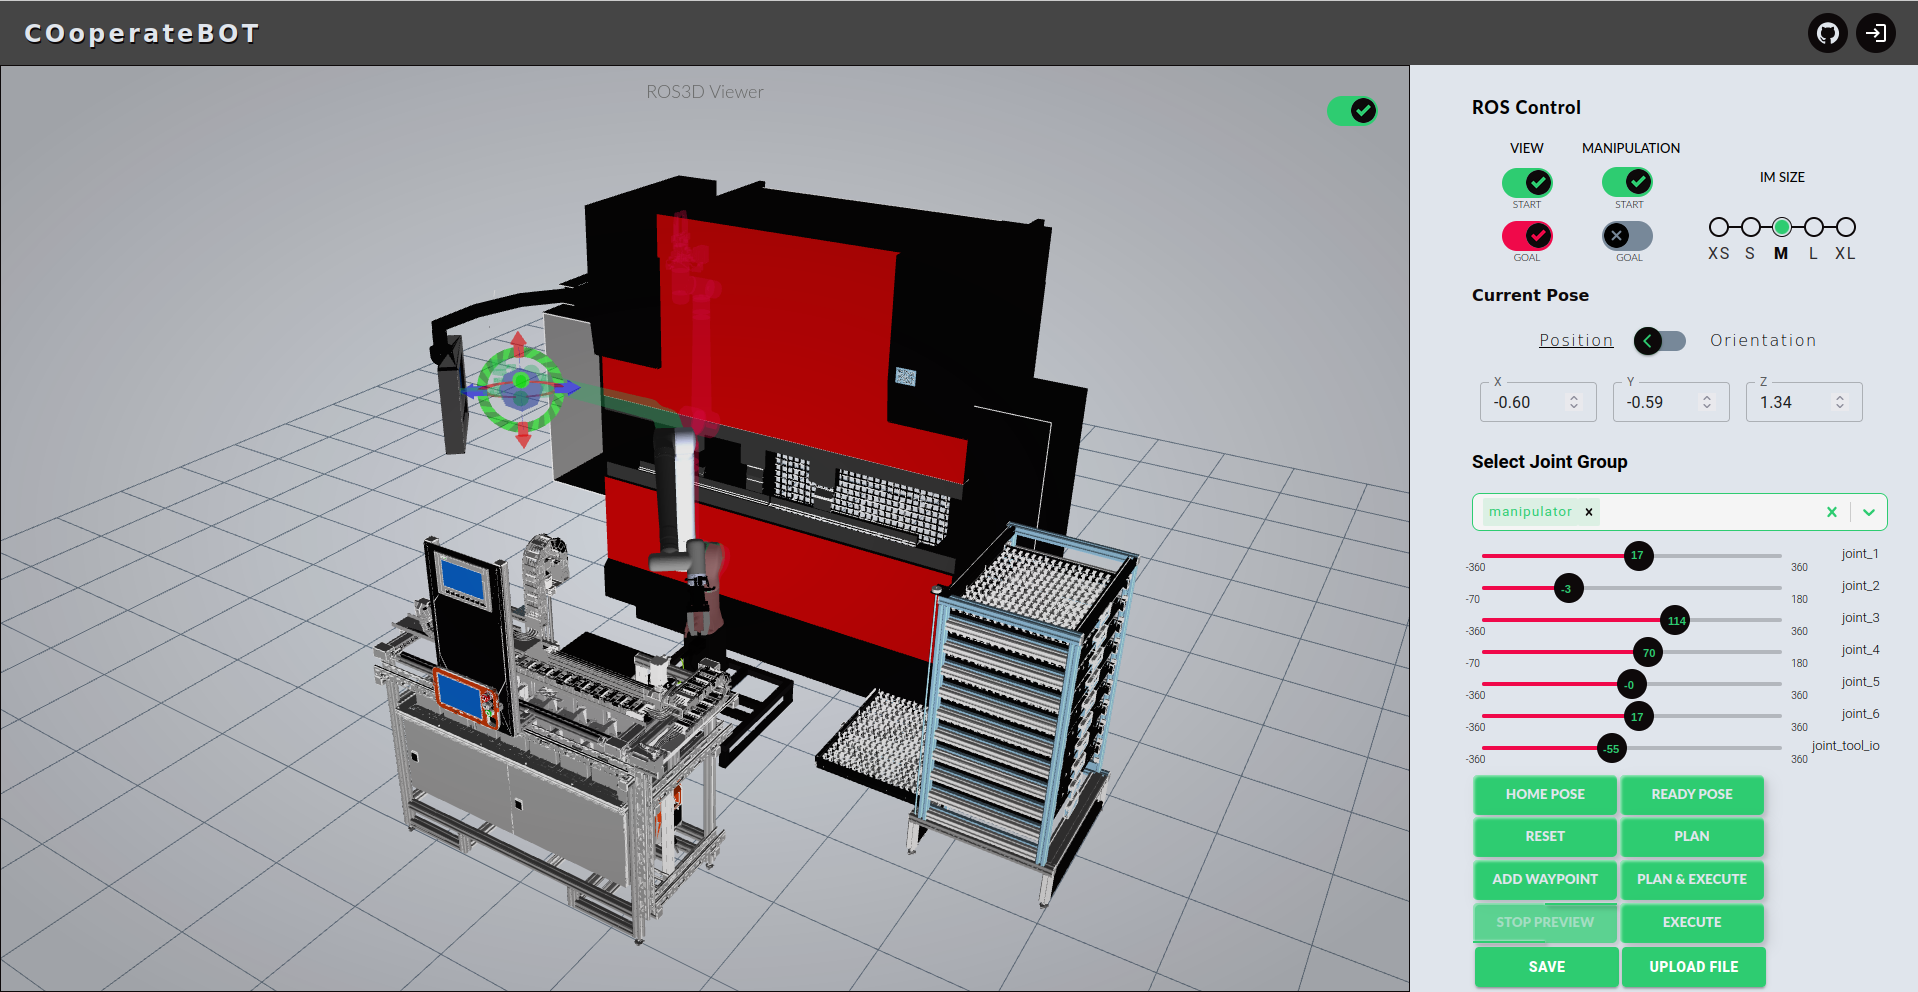 COoperateBOT
ROS3D Viewer
ROS Control
VIEW
MANIPULATION
IM SIZE
START
START
GOAL
GOAL
XS S M L XL
Current Pose
Position
Orientation
X
-0.60
Y
-0.59
Z
1.34
Select Joint Group
manipulator
17
joint_1
-360
360
-3
joint_2
-70
180
114
joint_3
-360
360
70
joint_4
-70
180
-0
joint_5
-360
360
17
joint_6
-360
360
-55
joint_tool_io
-360
360
HOME POSE
READY POSE
RESET
PLAN
ADD WAYPOINT
PLAN & EXECUTE
STOP PREVIEW
EXECUTE
SAVE
UPLOAD FILE